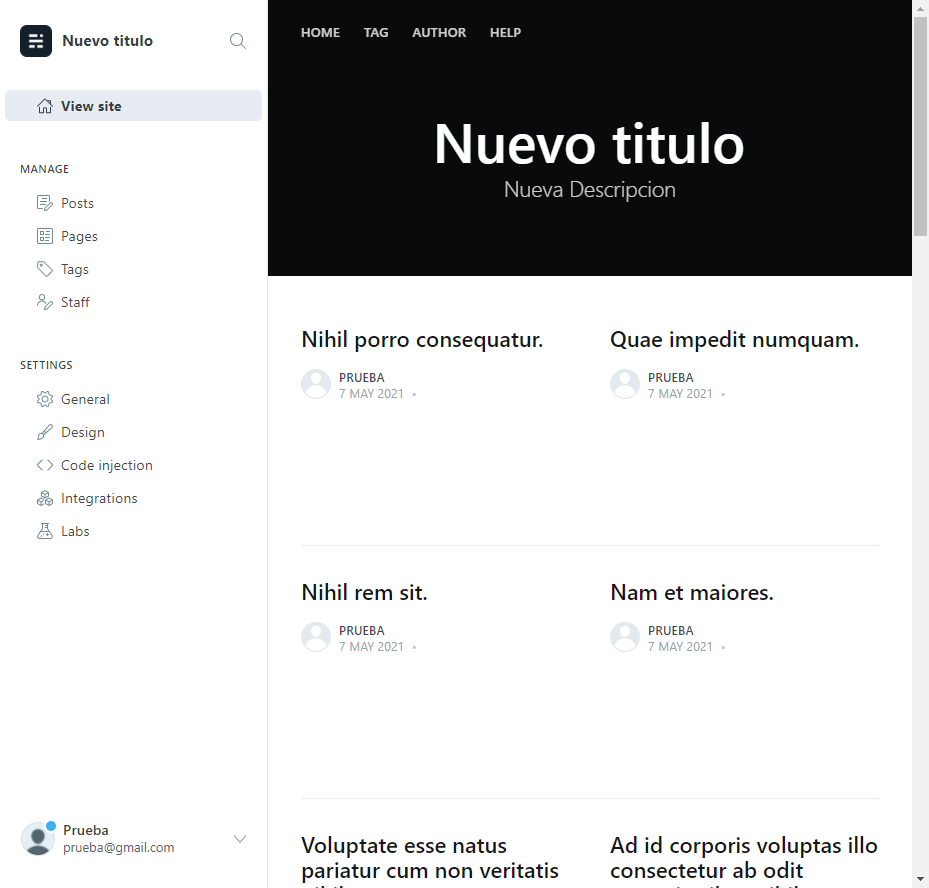 Nuevo titulo
View site
MANAGE
Posts
Pages
Tags
Staff
SETTINGS
General
Design
Code injection
Integrations
Labs
Prueba
prueba@gmail.com
HOME TAG AUTHOR HELP
Nuevo titulo
Nueva Descripcion
Nihil porro consequatur.
PRUEBA
7 MAY 2021 •
Quae impedit numquam.
PRUEBA
7 MAY 2021 •
Nihil rem sit.
PRUEBA
7 MAY 2021 •
Nam et maiores.
PRUEBA
7 MAY 2021 •
Voluptate esse natus
pariatur cum non veritatis
Ad id corporis voluptas illo
consectetur ab odit